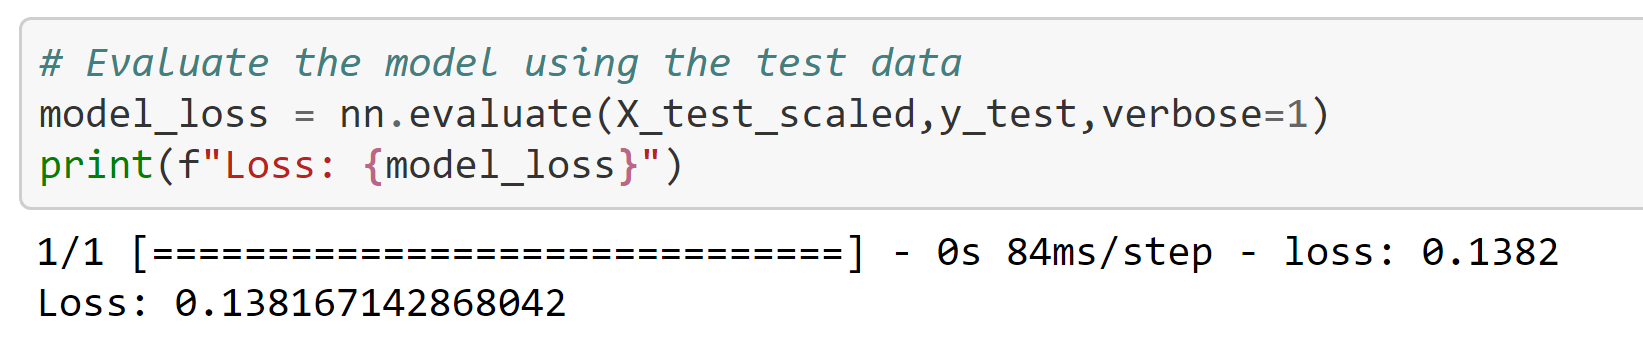 # Evaluate the model using the test data
model_loss = nn.evaluate(X_test_scaled,y_test,verbose=1)
print(f"Loss: {model_loss}")
1/1 [==============================] - 0s 84ms/step - loss: 0.1382
Loss: 0.138167142868042